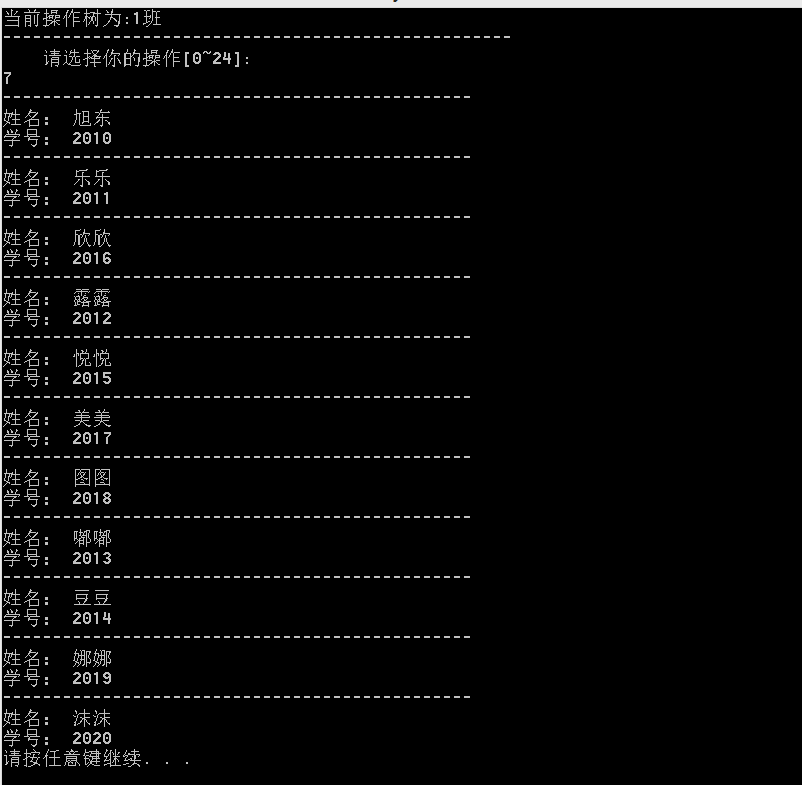 当前操作树为:1班
--------------------------------------------------
请选择你的操作[0~24]:
7
----------------------------------------------
姓名： 旭东
学号： 2010
----------------------------------------------
姓名： 乐乐
学号： 2011
----------------------------------------------
姓名： 欣欣
学号： 2016
----------------------------------------------
姓名： 露露
学号： 2012
----------------------------------------------
姓名： 悦悦
学号： 2015
----------------------------------------------
姓名： 美美
学号： 2017
----------------------------------------------
姓名： 图图
学号： 2018
----------------------------------------------
姓名： 嘟嘟
学号： 2013
----------------------------------------------
姓名： 豆豆
学号： 2014
----------------------------------------------
姓名： 娜娜
学号： 2019
----------------------------------------------
姓名： 沫沫
学号： 2020
请按任意键继续. . .